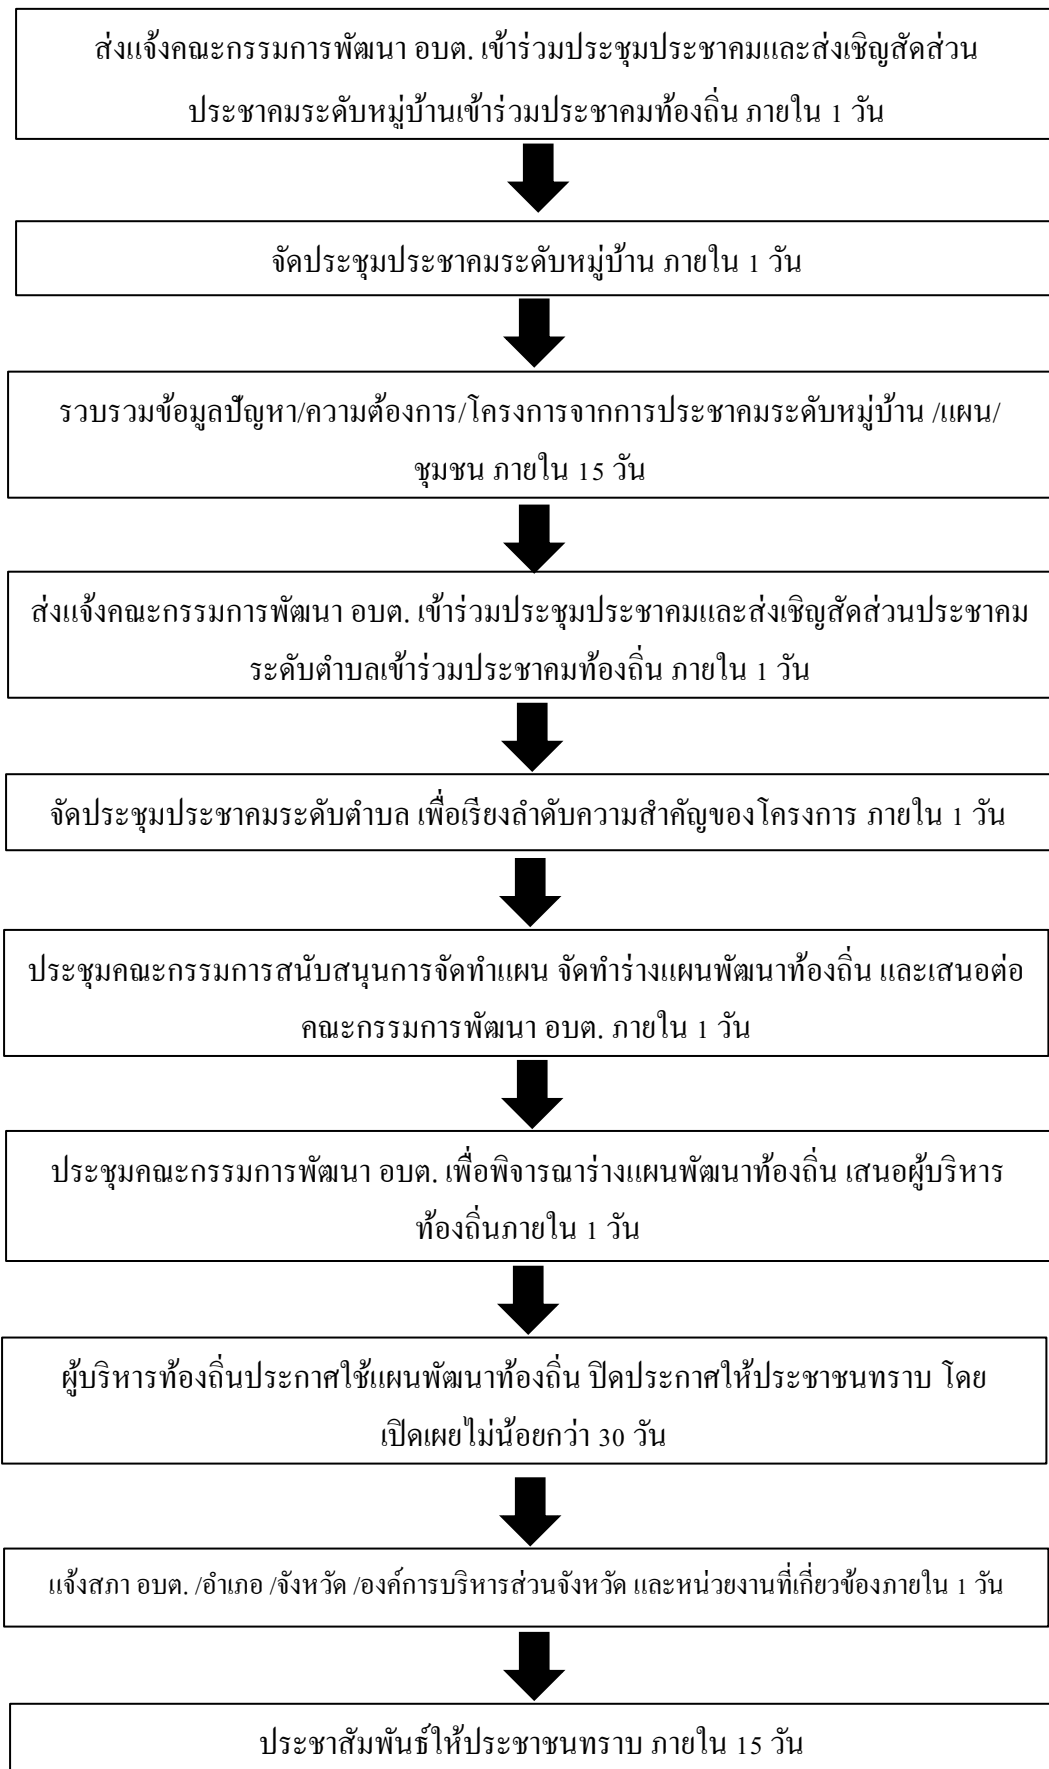 ส่งแจ้งคณะกรรมการพัฒนา อบต. เข้าร่วมประชุมประชาคมและส่งเชิญสัดส่วน
ประชาคมระดับหมู่บ้านเข้าร่วมประชาคมท้องถิ่น ภายใน 1 วัน
จัดประชุมประชาคมระดับหมู่บ้าน ภายใน 1 วัน
รวบรวมข้อมูลปัญหา/ความต้องการ/โครงการจากการประชาคมระดับหมู่บ้าน /แผน/
ชุมชน ภายใน 15 วัน
ส่งแจ้งคณะกรรมการพัฒนา อบต. เข้าร่วมประชุมประชาคมและส่งเชิญสัดส่วนประชาคม
ระดับตำบลเข้าร่วมประชาคมท้องถิ่น ภายใน 1 วัน
จัดประชุมประชาคมระดับตำบล เพื่อเรียงลำดับความสำคัญของโครงการ ภายใน 1 วัน
ประชุมคณะกรรมการสนับสนุนการจัดทำแผน จัดทำร่างแผนพัฒนาท้องถิ่น และเสนอต่อ
คณะกรรมการพัฒนา อบต. ภายใน 1 วัน
ประชุมคณะกรรมการพัฒนา อบต. เพื่อพิจารณาร่างแผนพัฒนาท้องถิ่น เสนอผู้บริหาร
ท้องถิ่นภายใน 1 วัน
ผู้บริหารท้องถิ่นประกาศใช้แผนพัฒนาท้องถิ่น ปิดประกาศให้ประชาชนทราบ โดย
เปิดเผยไม่น้อยกว่า 30 วัน
แจ้งสภา อบต. /อำเภอ /จังหวัด /องค์การบริหารส่วนจังหวัด และหน่วยงานที่เกี่ยวข้องภายใน 1 วัน
ประชาสัมพันธ์ให้ประชาชนทราบ ภายใน 15 วัน